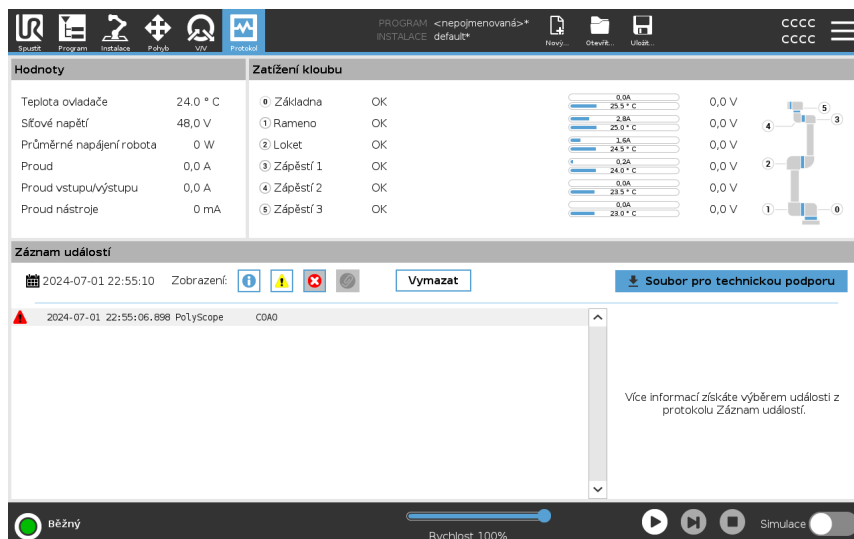 UR
PROGRAM <nepojmenovaná>*
INSTALACE default*
Spustit Program Instalace Pohyb V/V Protokol
Nový... Otevřít... Uložit...
CCCC
CCCC
Hodnoty
Zatížení kloubu
Teplota ovladače 24.0 ° C
Síťové napětí 48,0 V
Průměrné napájení robota 0 W
Proud 0,0 A
Proud vstupu/výstupu 0,0 A
Proud nástroje 0 mA
0 Základna OK 0,0A 25.5 ° C 0,0 V
1 Rameno OK 2,8A 25.0 ° C 0,0 V
2 Loket OK 1,6A 24.5 ° C 0,0 V
3 Zápěstí 1 OK 0,2A 24.0 ° C 0,0 V
4 Zápěstí 2 OK 0,0A 23.5 ° C 0,0 V
5 Zápěstí 3 OK 0,0A 23.0 ° C 0,0 V
5
4 3
2
1 0
Záznam událostí
2024-07-01 22:55:10 Zobrazení: Vymazat Soubor pro technickou podporu
2024-07-01 22:55:06.898 PolyScope C0A0
Více informací získáte výběrem události z
protokolu Záznam událostí.
Běžný
Rychlost 100%
Simulace